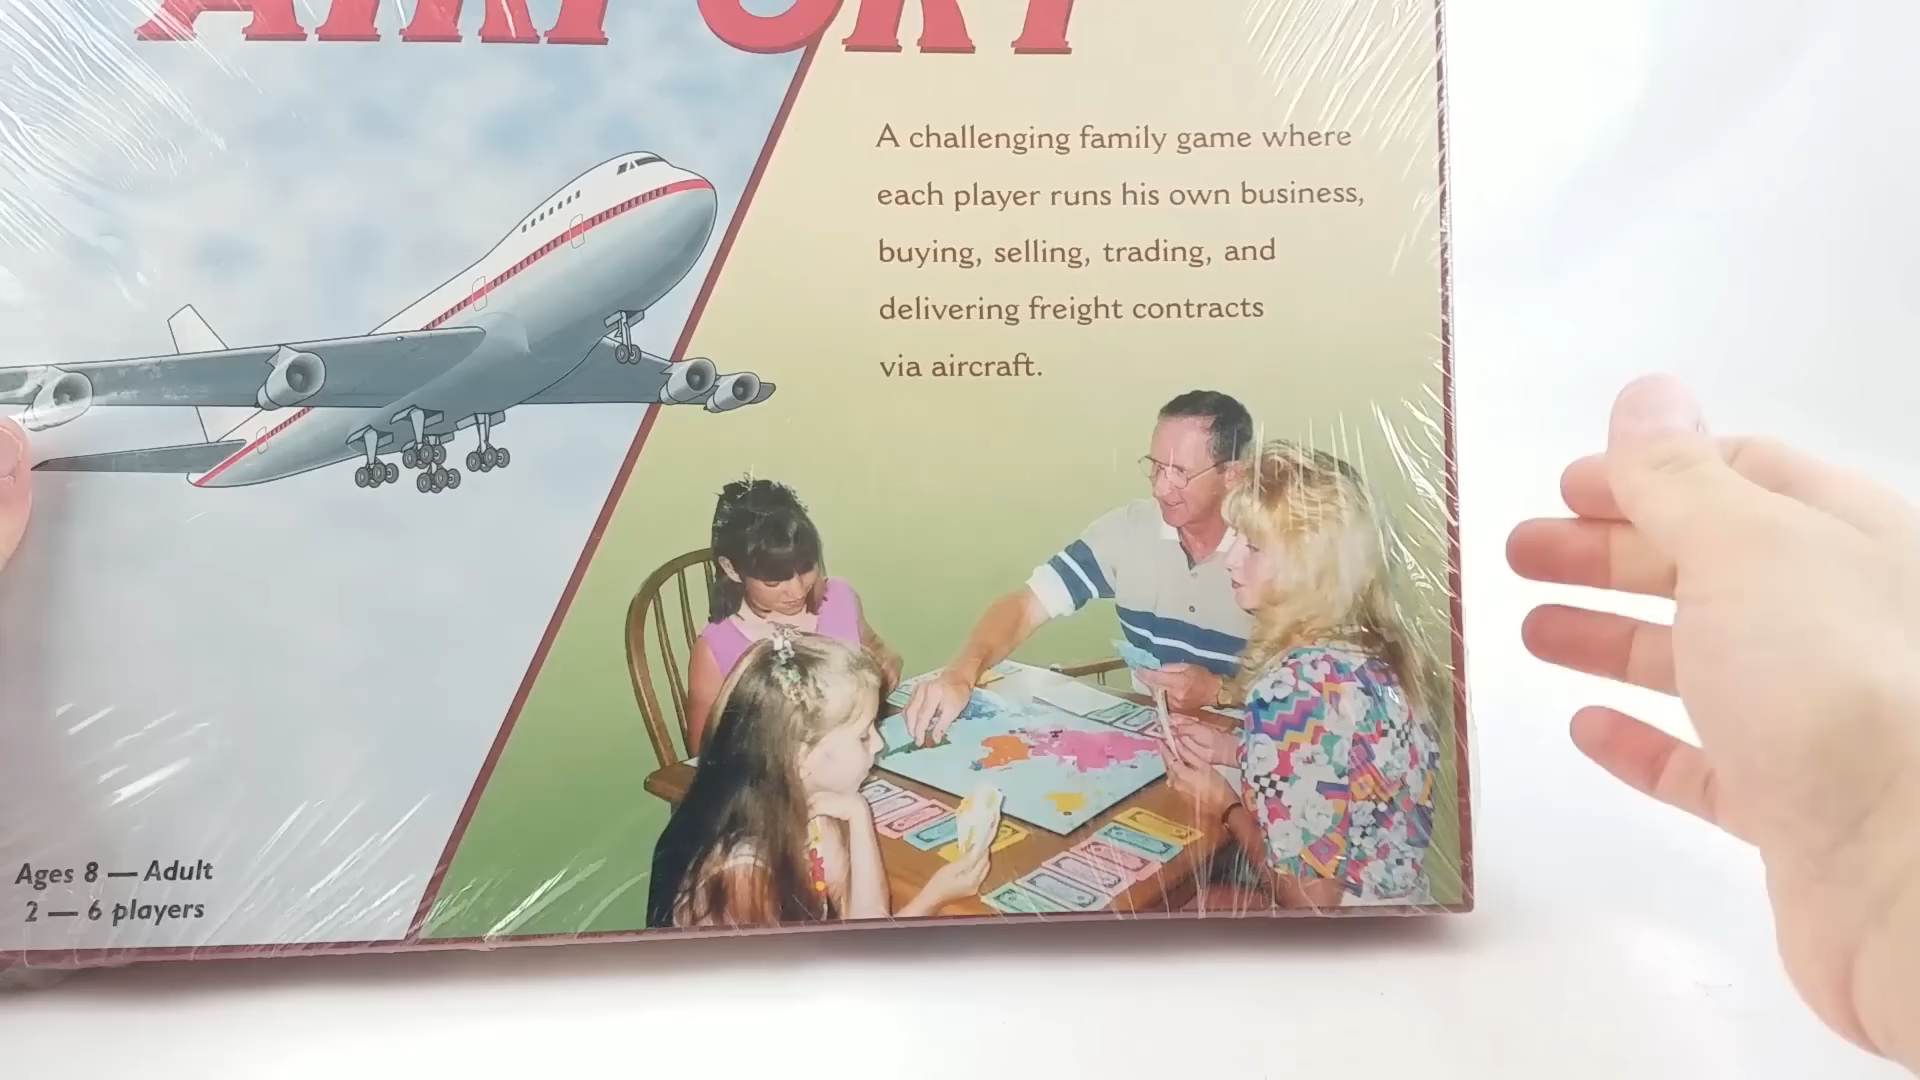 AIRPORT
A challenging family game where
each player runs his own business,
buying, selling, trading, and
delivering freight contracts
via aircraft.
Ages 8 — Adult
2 — 6 players